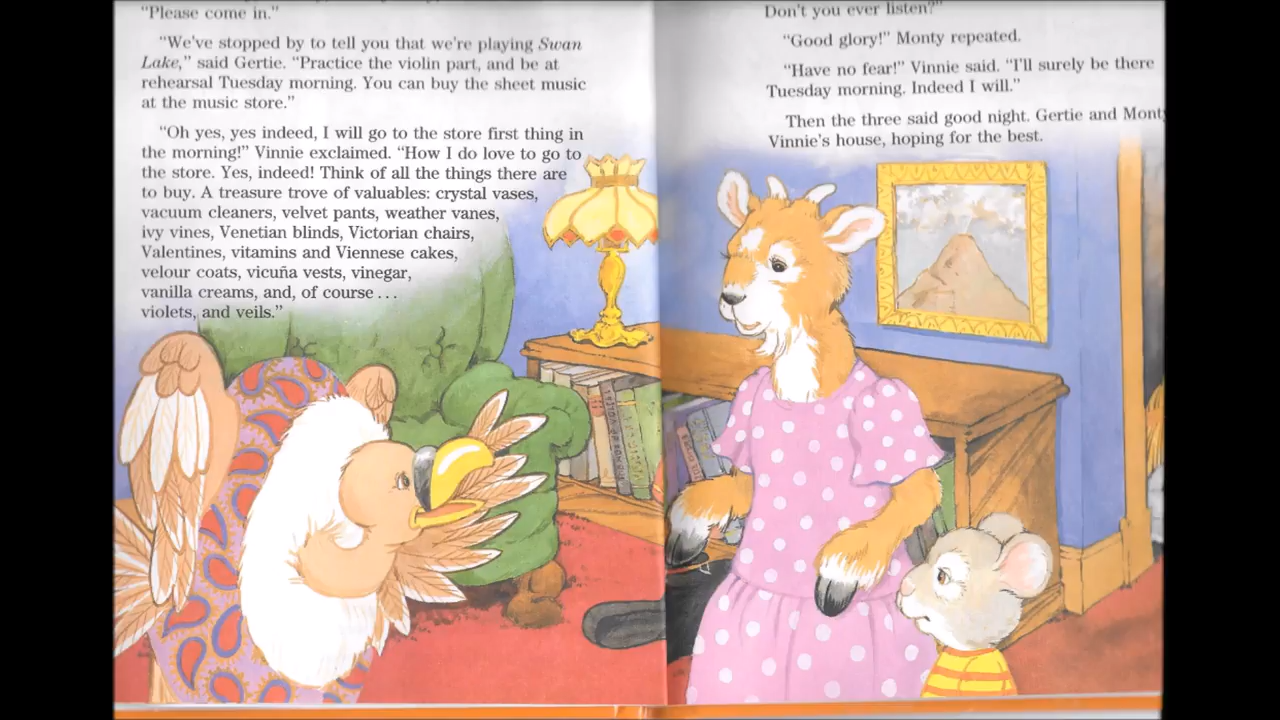 "Please come in."
"We've stopped by to tell you that we're playing Swan
Lake," said Gertie. "Practice the violin part, and be at
rehearsal Tuesday morning. You can buy the sheet music
at the music store."
"Oh yes, yes indeed, I will go to the store first thing in
the morning!" Vinnie exclaimed. "How I do love to go to
the store. Yes, indeed! Think of all the things there are
to buy. A treasure trove of valuables: crystal vases,
vacuum cleaners, velvet pants, weather vanes,
ivy vines, Venetian blinds, Victorian chairs,
Valentines, vitamins and Viennese cakes,
velour coats, vicuña vests, vinegar,
vanilla creams, and, of course...
violets, and veils."
Don't you ever listen?"
"Good glory!" Monty repeated.
"Have no fear!" Vinnie said. "I'll surely be there
Tuesday morning. Indeed I will."
Then the three said good night. Gertie and Mont
Vinnie's house, hoping for the best.